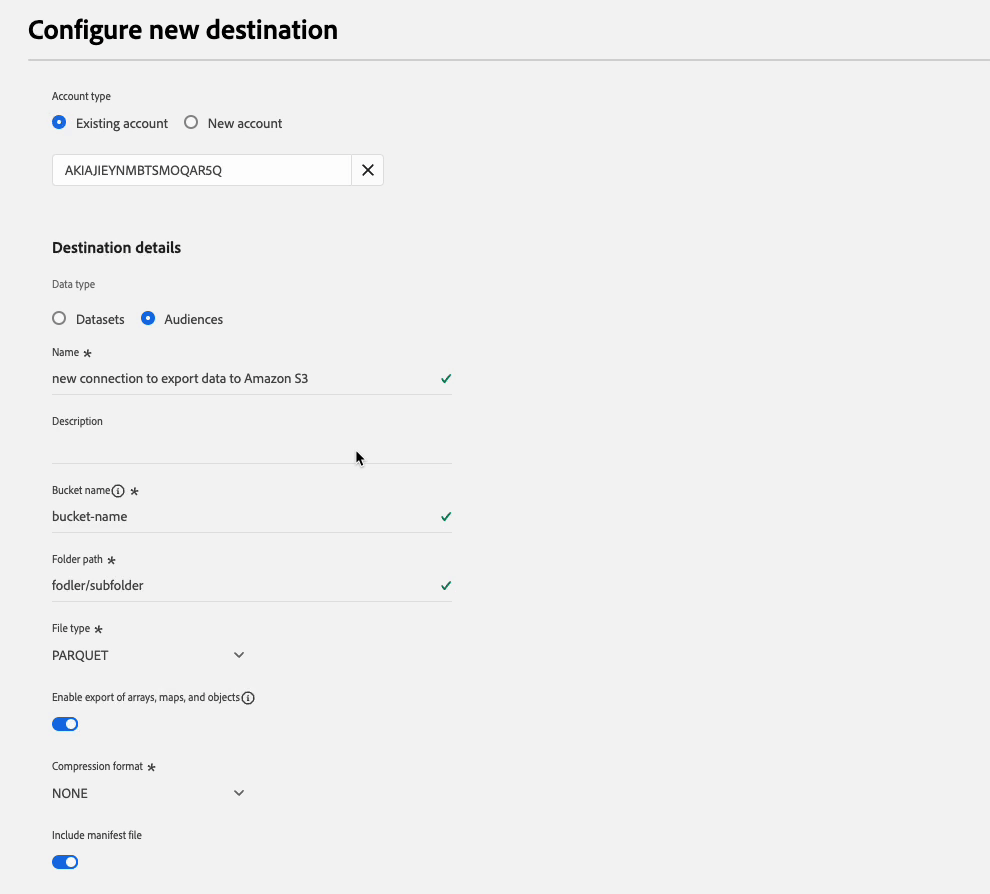 Configure new destination
Account type
Existing account New account
AKIAJIEYNMBTSMOQAR5Q
Destination details
Data type
Datasets Audiences
Name *
new connection to export data to Amazon S3
Description
Bucket name *
bucket-name
Folder path *
fodler/subfolder
File type *
PARQUET
Enable export of arrays, maps, and objects
Compression format *
NONE
Include manifest file